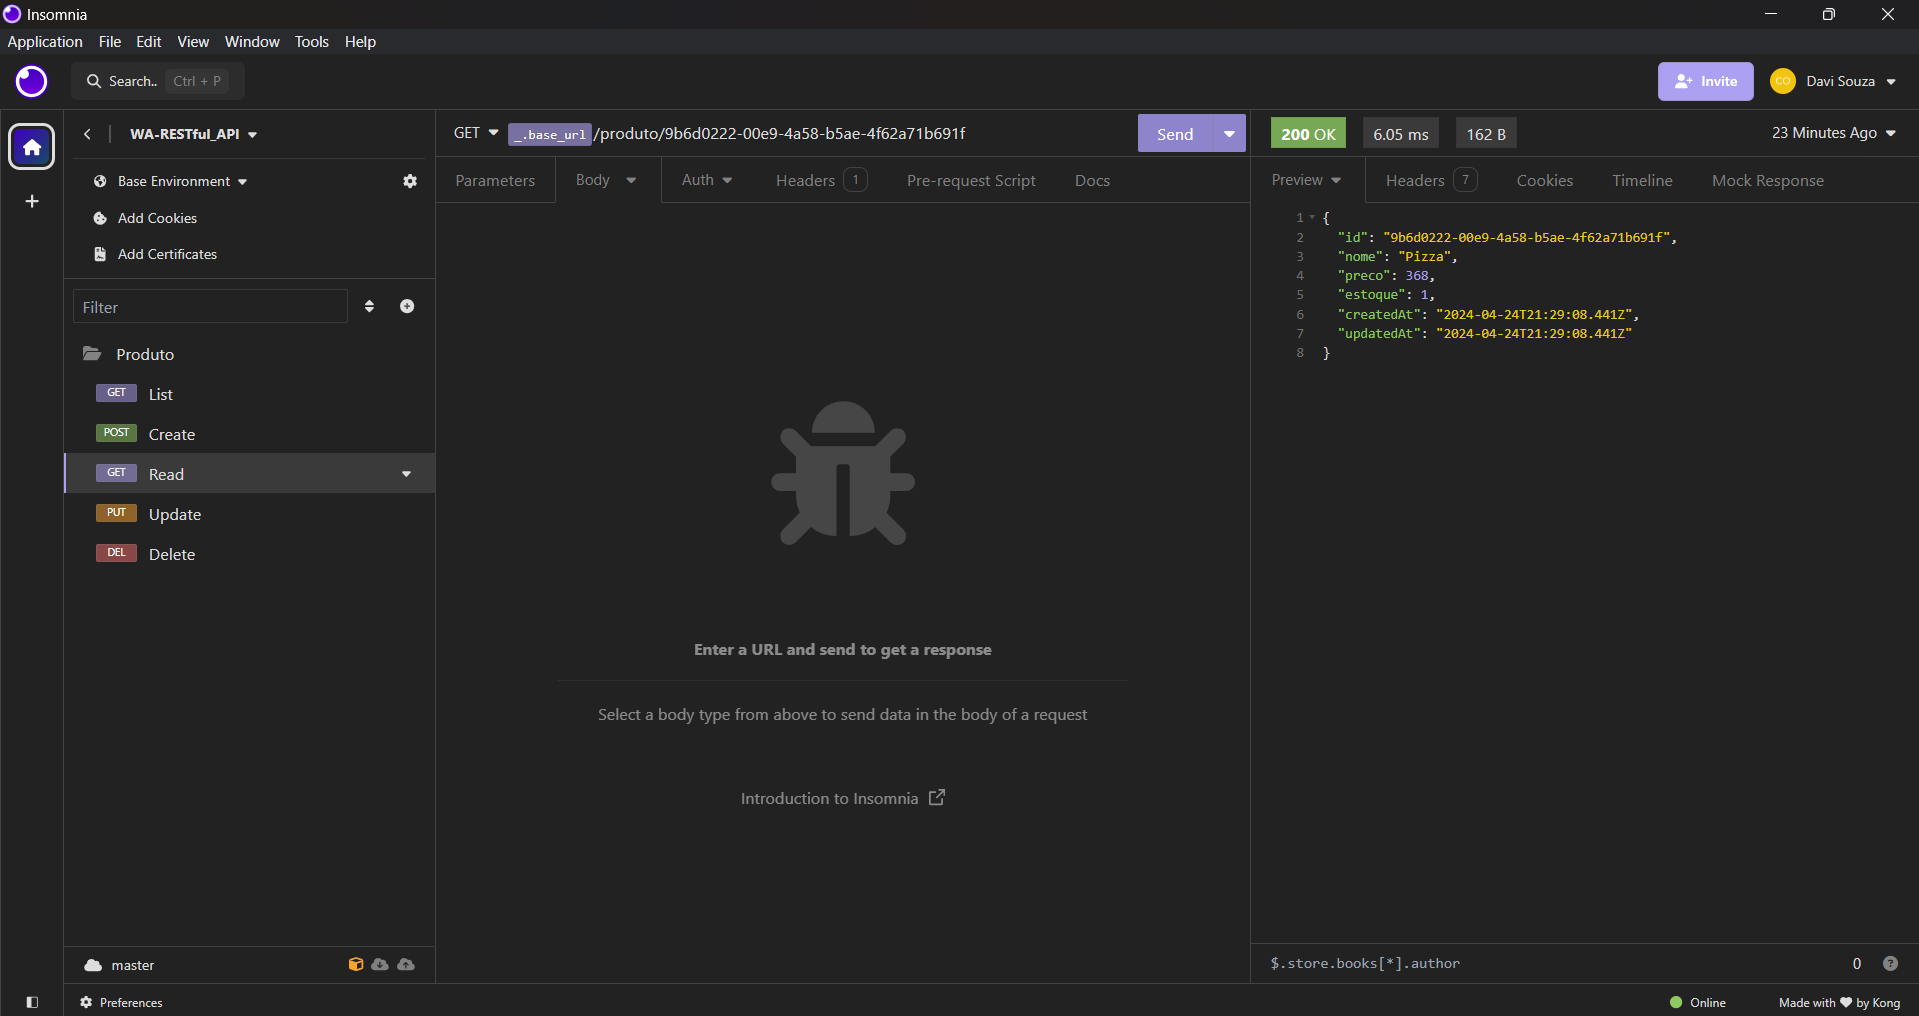 Insomnia
Application File Edit View Window Tools Help
Search.. Ctrl + P
Invite
CO Davi Souza
WA-RESTful_API
Base Environment
Add Cookies
Add Certificates
Filter
Produto
GET List
POST Create
GET Read
PUT Update
DEL Delete
master
Preferences
GET _.base_url /produto/9b6d0222-00e9-4a58-b5ae-4f62a71b691f Send
Parameters Body Auth Headers 1 Pre-request Script Docs
Enter a URL and send to get a response
Select a body type from above to send data in the body of a request
Introduction to Insomnia
200 OK 6.05 ms 162 B 23 Minutes Ago
Preview Headers 7 Cookies Timeline Mock Response
1 {
2 "id": "9b6d0222-00e9-4a58-b5ae-4f62a71b691f",
3 "nome": "Pizza",
4 "preco": 368,
5 "estoque": 1,
6 "createdAt": "2024-04-24T21:29:08.441Z",
7 "updatedAt": "2024-04-24T21:29:08.441Z"
8 }
$.store.books[*].author 0 ?
Online Made with ❤ by Kong